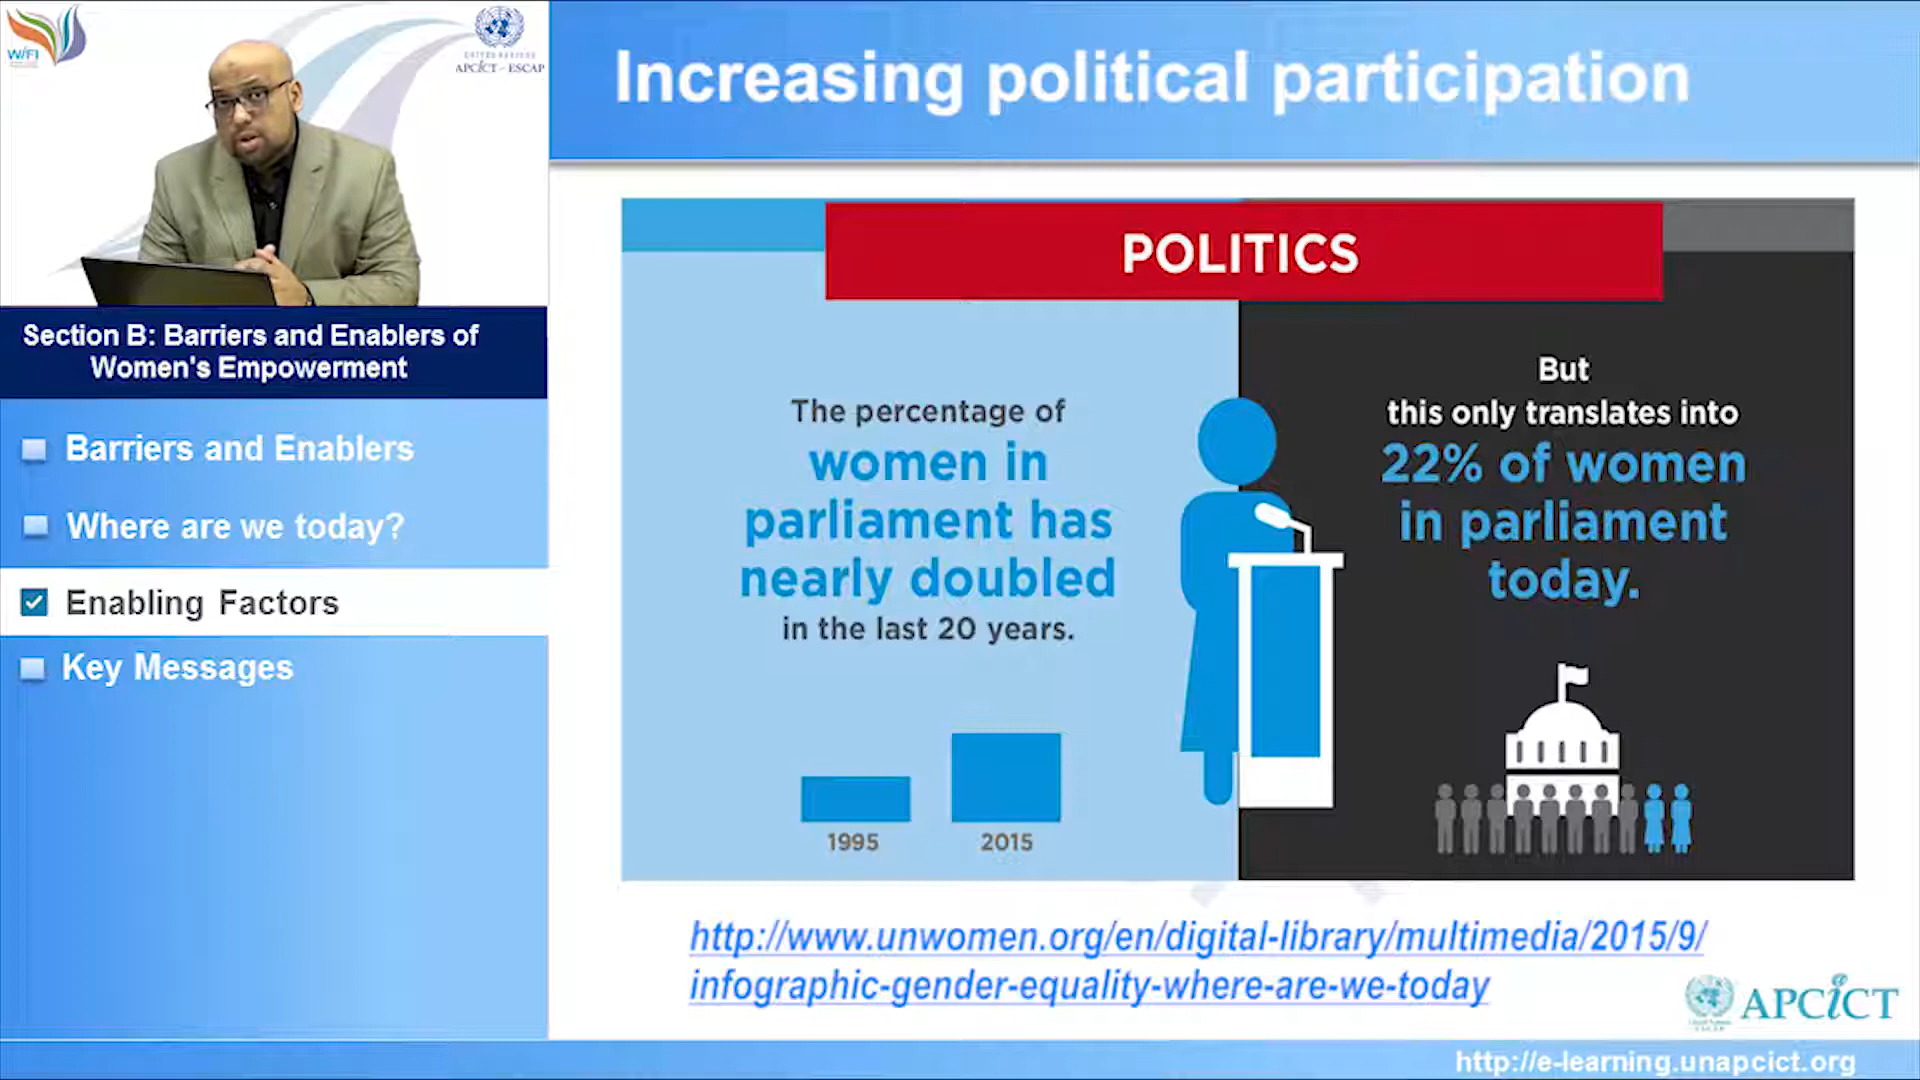 WiFI
UNITED NATIONS
APCICT - ESCAP
Increasing political participation
Section B: Barriers and Enablers of
Women's Empowerment
Barriers and Enablers
Where are we today?
Enabling Factors
Key Messages
POLITICS
The percentage of
women in
parliament has
nearly doubled
in the last 20 years.
1995 2015
But
this only translates into
22% of women
in parliament
today.
http://www.unwomen.org/en/digital-library/multimedia/2015/9/
infographic-gender-equality-where-are-we-today
APCiCT
http://e-learning.unapcict.org